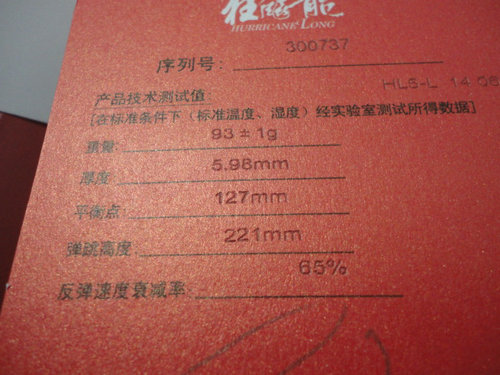 狂飚龍
HURRICANE LONG
序列号： 300737
HL5-L 14 06
产品技术测试值：
[在标准条件下（标准温度、湿度）经实验室测试所得数据]
重量: 93 ± 1g
厚度: 5.98mm
平衡点: 127mm
弹跳高度: 221mm
反弹速度衰减率: 65%